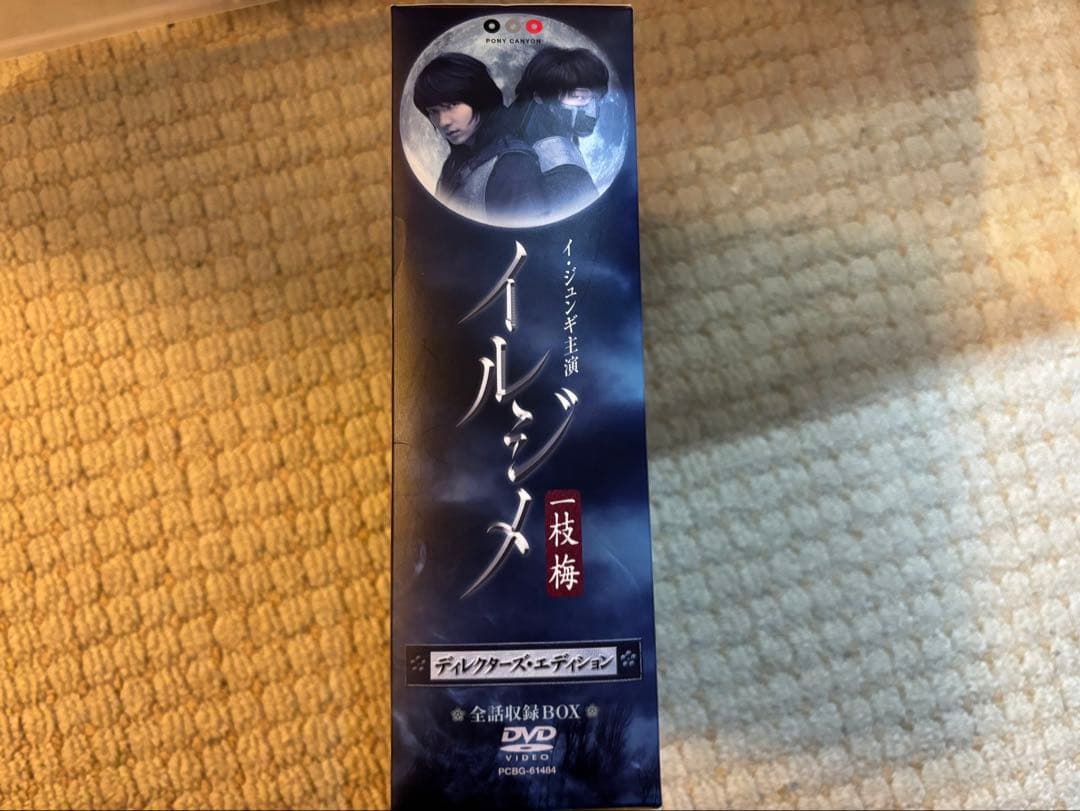 PONY CANYON
イ・ジュンギ主演
イルジメ
一枝梅
ディレクターズ・エディション
全話収録BOX
DVD
VIDEO
PCBG-61484